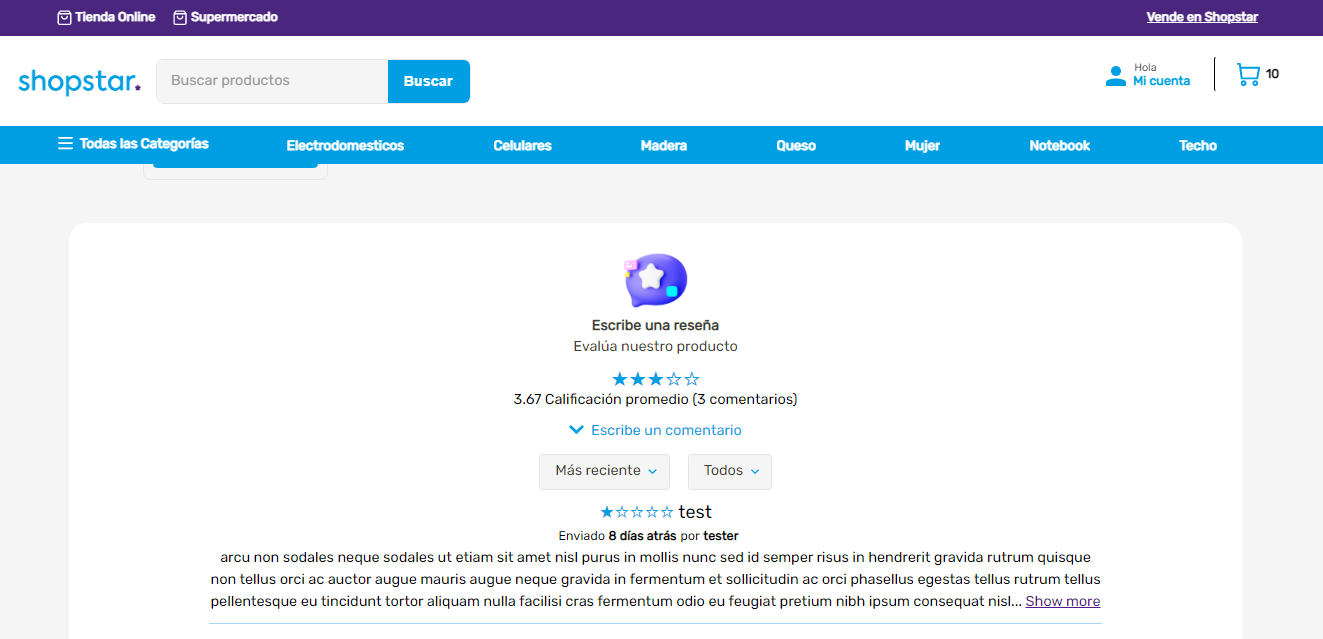 Tienda Online Supermercado Vende en Shopstar
shopstar.
Buscar productos Buscar
Hola
Mi cuenta
10
Todas las Categorías Electrodomesticos Celulares Madera Queso Mujer Notebook Techo
Escribe una reseña
Evalúa nuestro producto
★★★☆☆
3.67 Calificación promedio (3 comentarios)
Escribe un comentario
Más reciente Todos
★☆☆☆☆ test
Enviado 8 días atrás por tester
arcu non sodales neque sodales ut etiam sit amet nisl purus in mollis nunc sed id semper risus in hendrerit gravida rutrum quisque
non tellus orci ac auctor augue mauris augue neque gravida in fermentum et sollicitudin ac orci phasellus egestas tellus rutrum tellus
pellentesque eu tincidunt tortor aliquam nulla facilisi cras fermentum odio eu feugiat pretium nibh ipsum consequat nisl... Show more